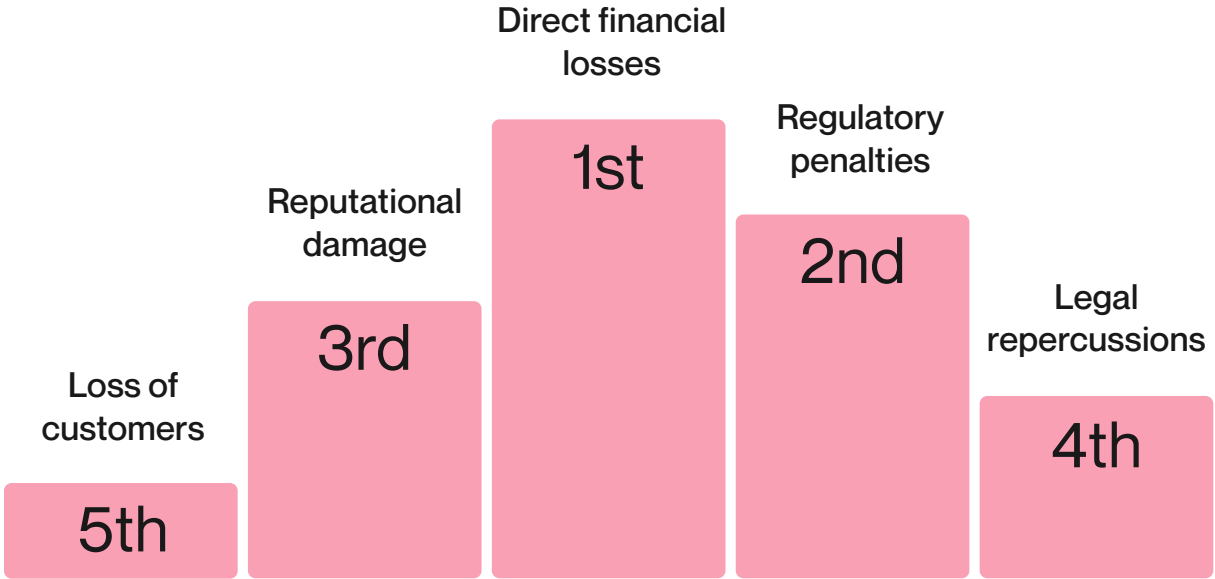 Direct financial
losses
1st
Regulatory
penalties
2nd
Reputational
damage
3rd
Legal
repercussions
4th
Loss of
customers
5th